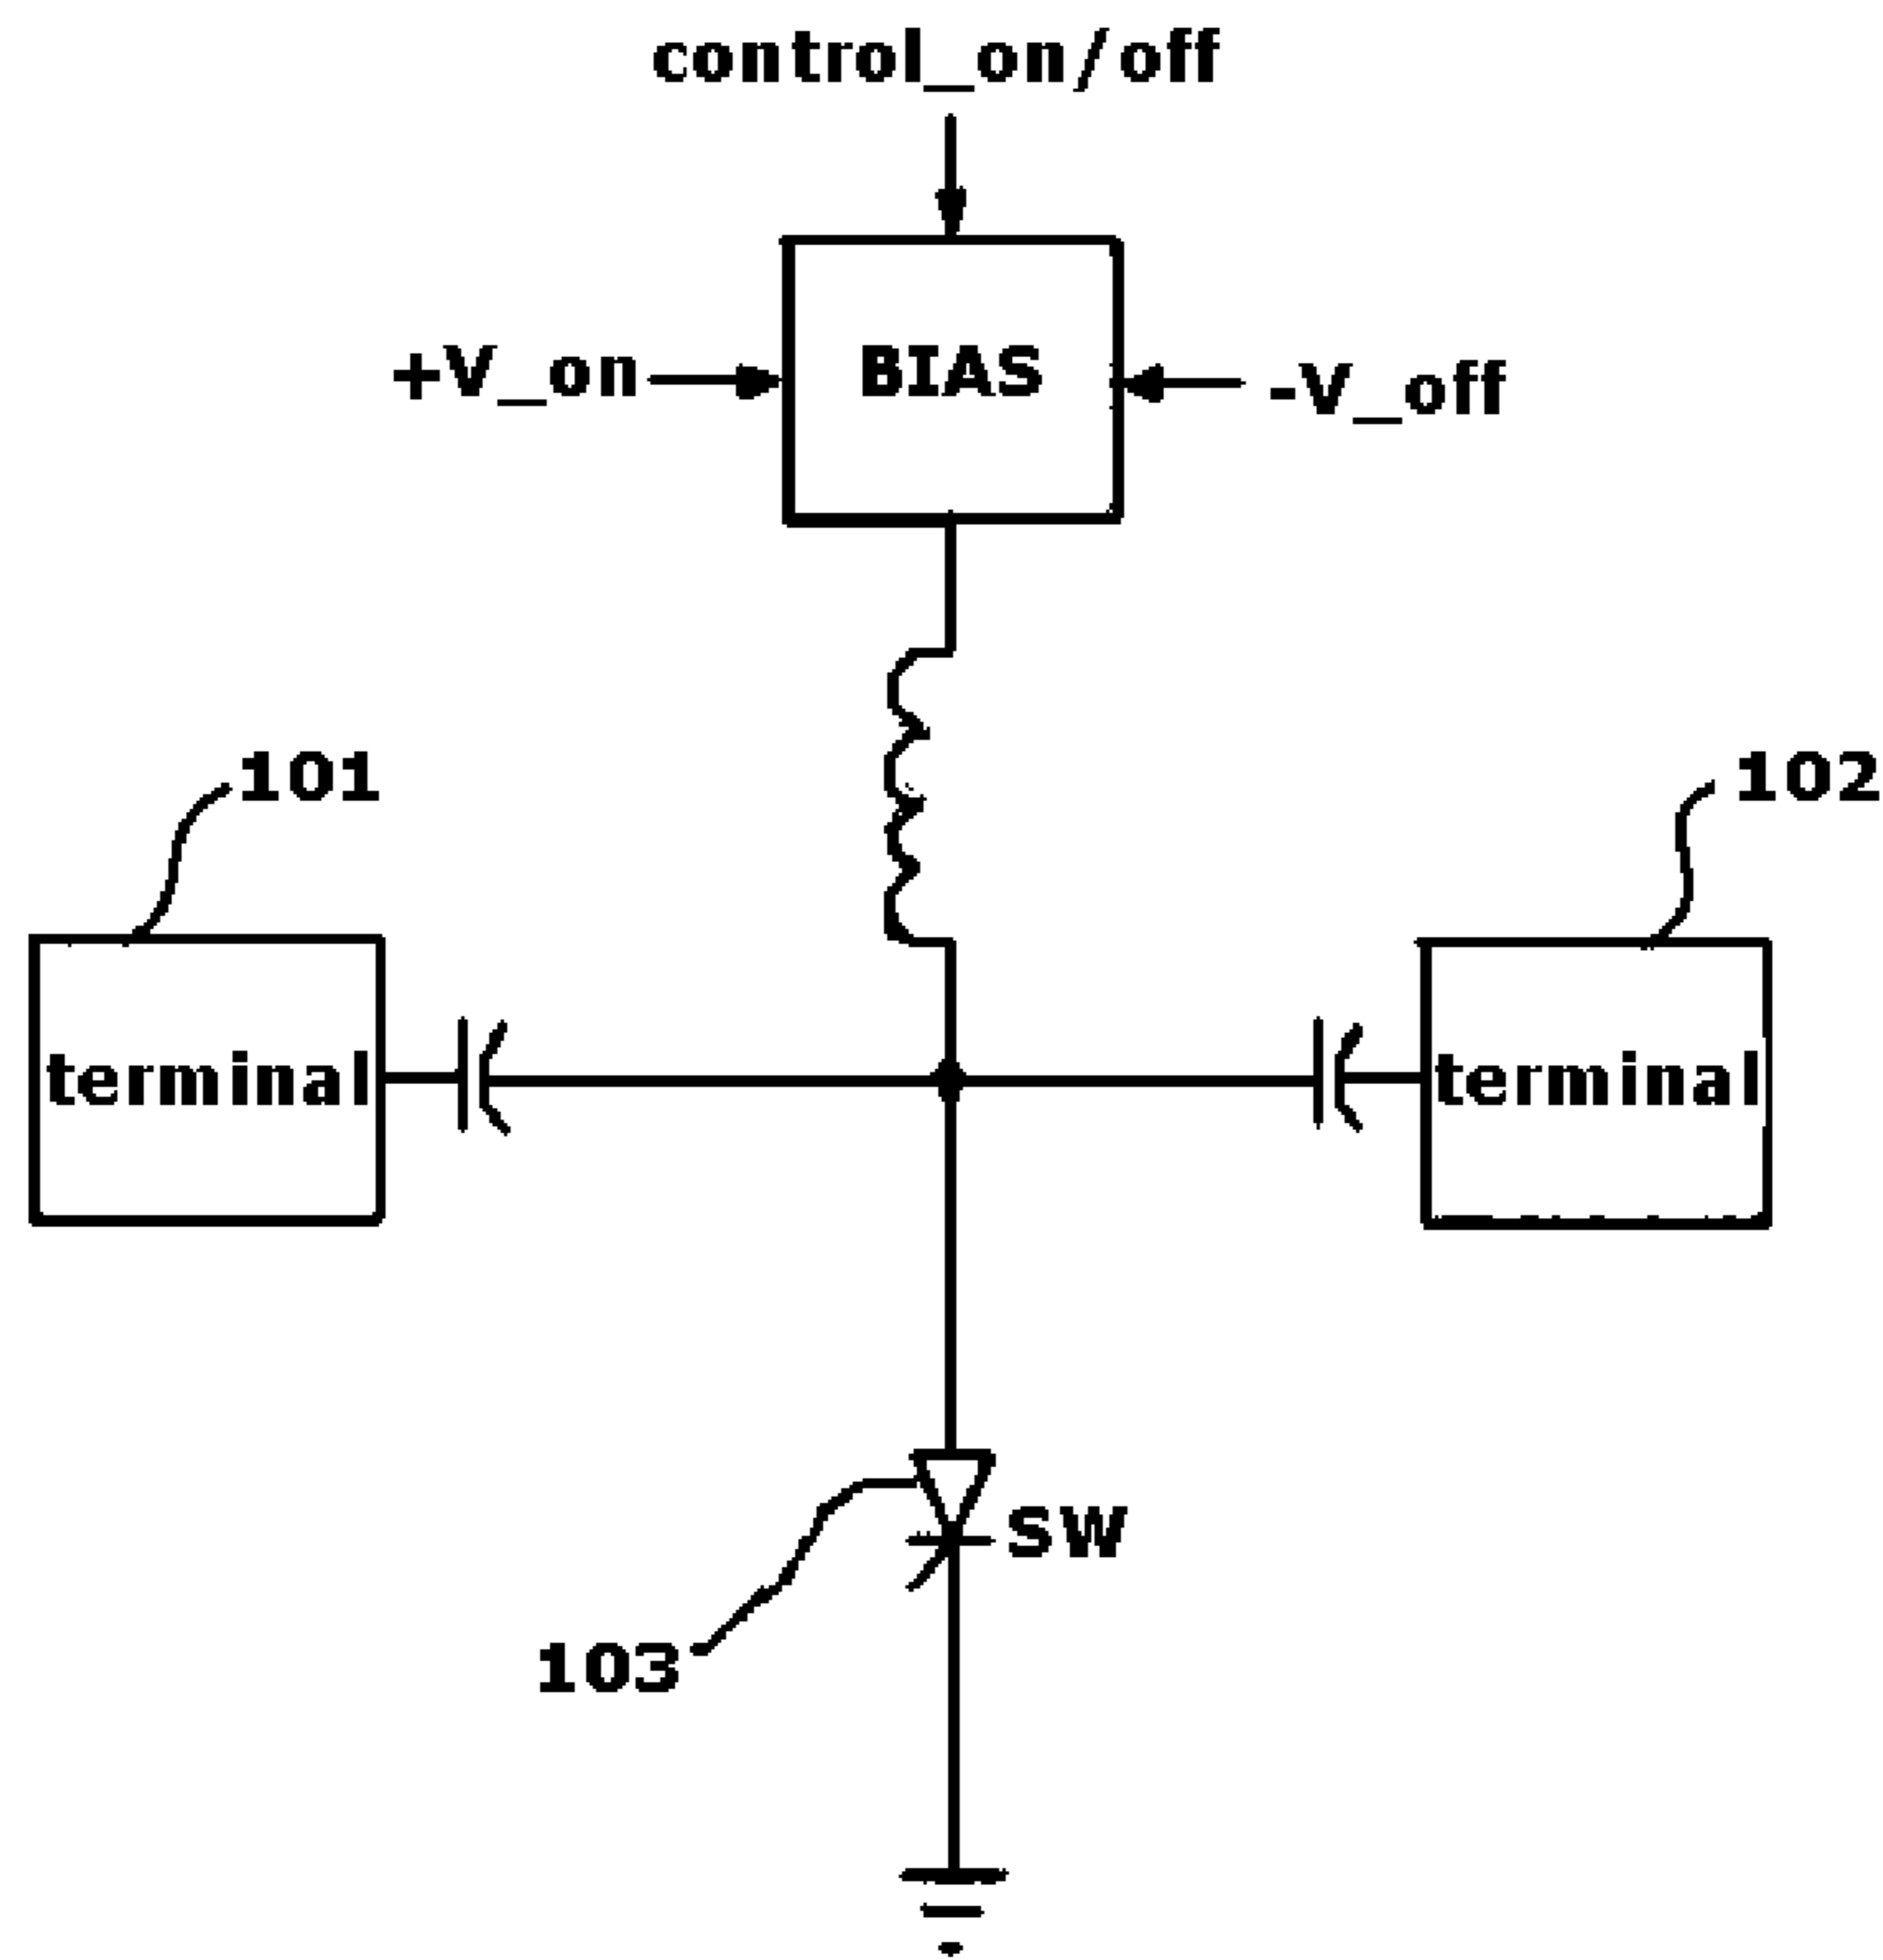 control_on/off
+V_on
BIAS
-V_off
101
102
terminal
terminal
SW
103